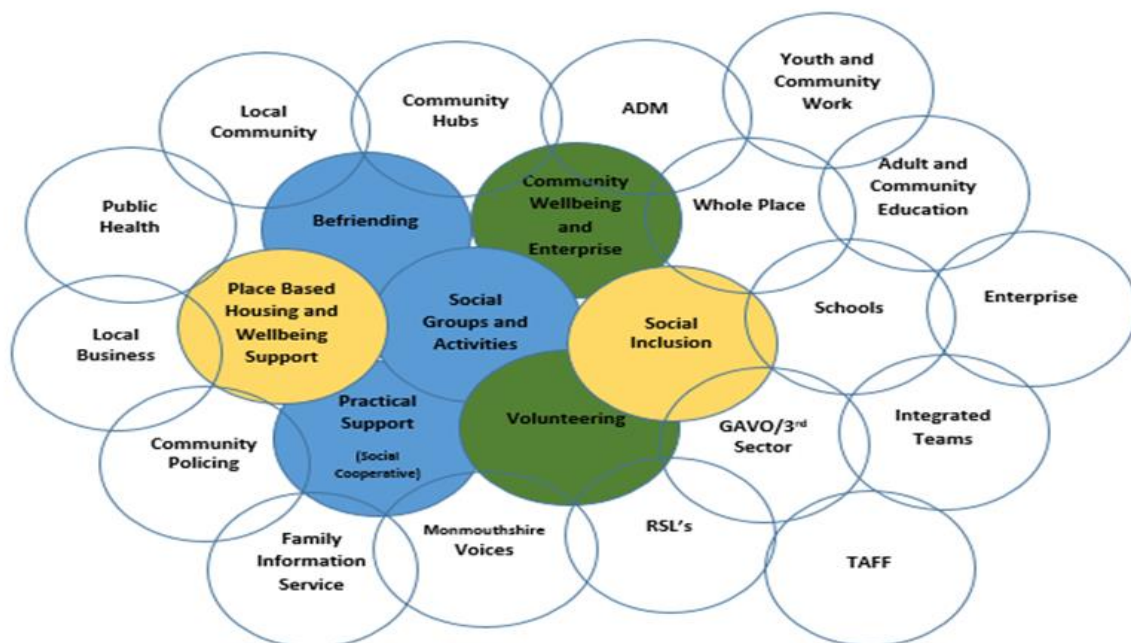 Youth and
Community
Work
Local
Community
Community
Hubs
ADM
Adult and
Community
Education
Public
Health
Befriending
Community
Wellbeing
and
Enterprise
Whole Place
Place Based
Housing and
Wellbeing
Support
Social
Groups and
Activities
Social
Inclusion
Schools
Enterprise
Local
Business
Practical
Support
(Social
Cooperative)
Volunteering
GAVO/3rd
Sector
Integrated
Teams
Community
Policing
Family
Information
Service
Monmouthshire
Voices
RSL's
TAFF